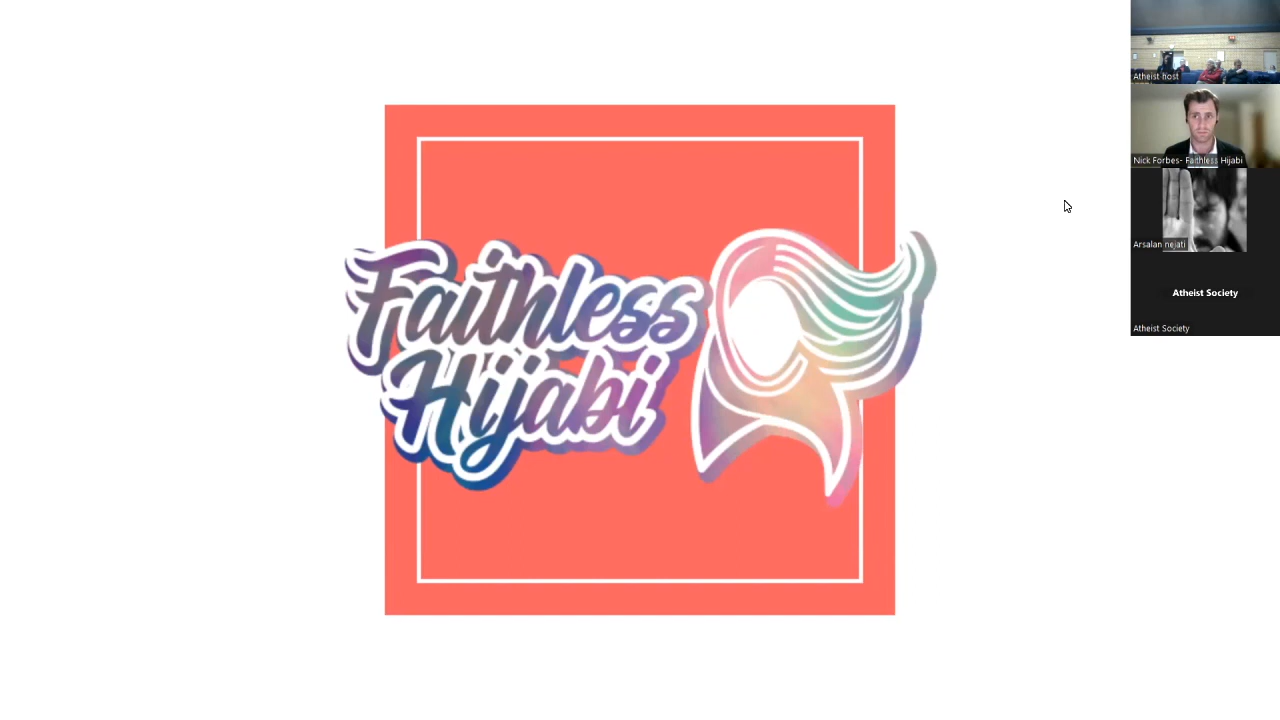 Faithless
Hijabi
Atheist host
Nick Forbes- Faithless Hijabi
Arsalan nejati
Atheist Society
Atheist Society